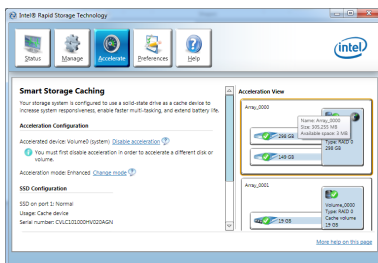 Intel® Rapid Storage Technology
Status
Manage
Accelerate
Preferences
Help
intel
Smart Storage Caching
Your storage system is configured to use a solid-state drive as a cache device to
increase system responsiveness, enable faster multi-tasking, and extend battery life.
Acceleration Configuration
Accelerated device: Volume0 (system) Disable acceleration
You must first disable acceleration in order to accelerate a different disk or
volume.
Acceleration mode: Enhanced Change mode
SSD Configuration
SSD on port 1: Normal
Usage: Cache device
Serial number: CVLC101000HV020AGN
Acceleration View
Array_0000
Name: Array_0000
Size: 305,255 MB
Available space: 3 MB
Type: RAID 0
298 GB
298 GB
149 GB
Array_0001
Volume_0000
Type: RAID 0
Cache volume
19 GB
19 GB
More help on this page